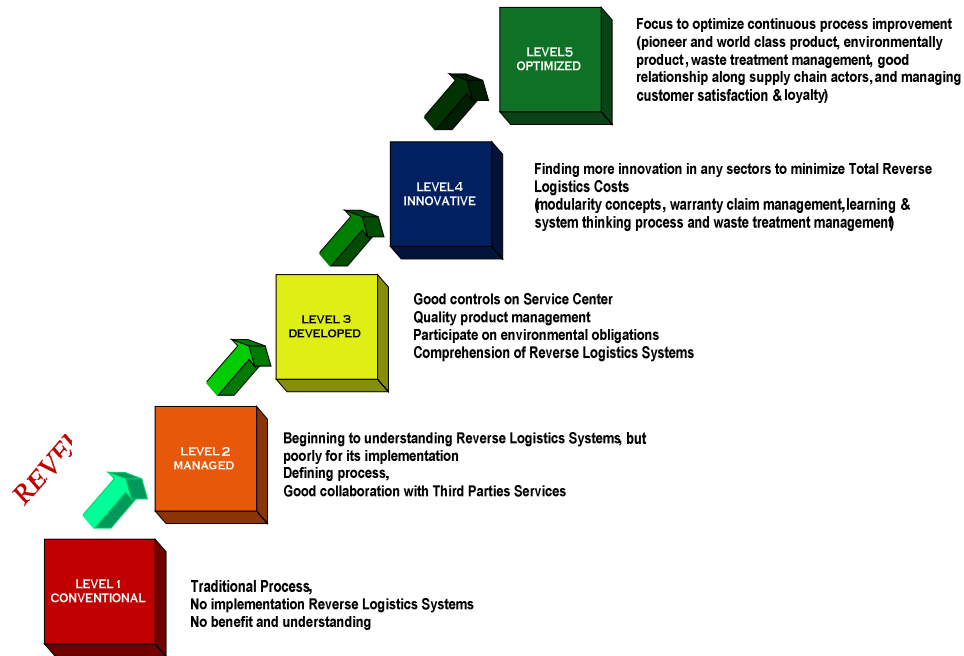 LEVEL 5
OPTIMIZED
Focus to optimize continuous process improvement
(pioneer and world class product, environmentally
product, waste treatment management, good
relationship along supply chain actors, and managing
customer satisfaction & loyalty)
LEVEL 4
INNOVATIVE
Finding more innovation in any sectors to minimize Total Reverse
Logistics Costs
(modularity concepts, warranty claim management, learning &
system thinking process and waste treatment management)
LEVEL 3
DEVELOPED
Good controls on Service Center
Quality product management
Participate on environmental obligations
Comprehension of Reverse Logistics Systems
LEVEL 2
MANAGED
Beginning to understanding Reverse Logistics Systems, but
poorly for its implementation
Defining process,
Good collaboration with Third Parties Services
LEVEL 1
CONVENTIONAL
Traditional Process,
No implementation Reverse Logistics Systems
No benefit and understanding